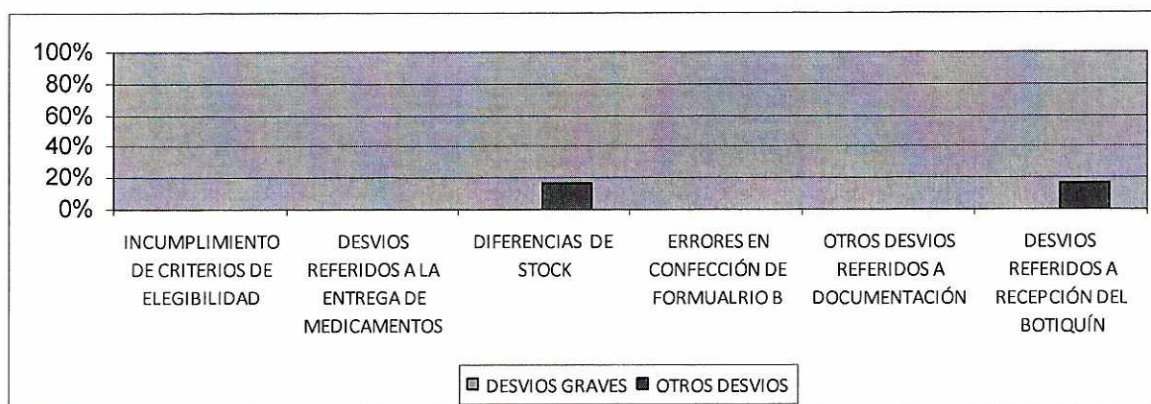 100%
80%
60%
40%
20%
0%
INCUMPLIMIENTO
DE CRITERIOS DE
ELEGIBILIDAD
DESVIOS
REFERIDOS A LA
ENTREGA DE
MEDICAMENTOS
DIFERENCIAS DE
STOCK
ERRORES EN
CONFECCIÓN DE
FORMUALRIO B
OTROS DESVIOS
REFERIDOS A
DOCUMENTACIÓN
DESVIOS
REFERIDOS A
RECEPCIÓN DEL
BOTIQUÍN
DESVIOS GRAVES
OTROS DESVIOS